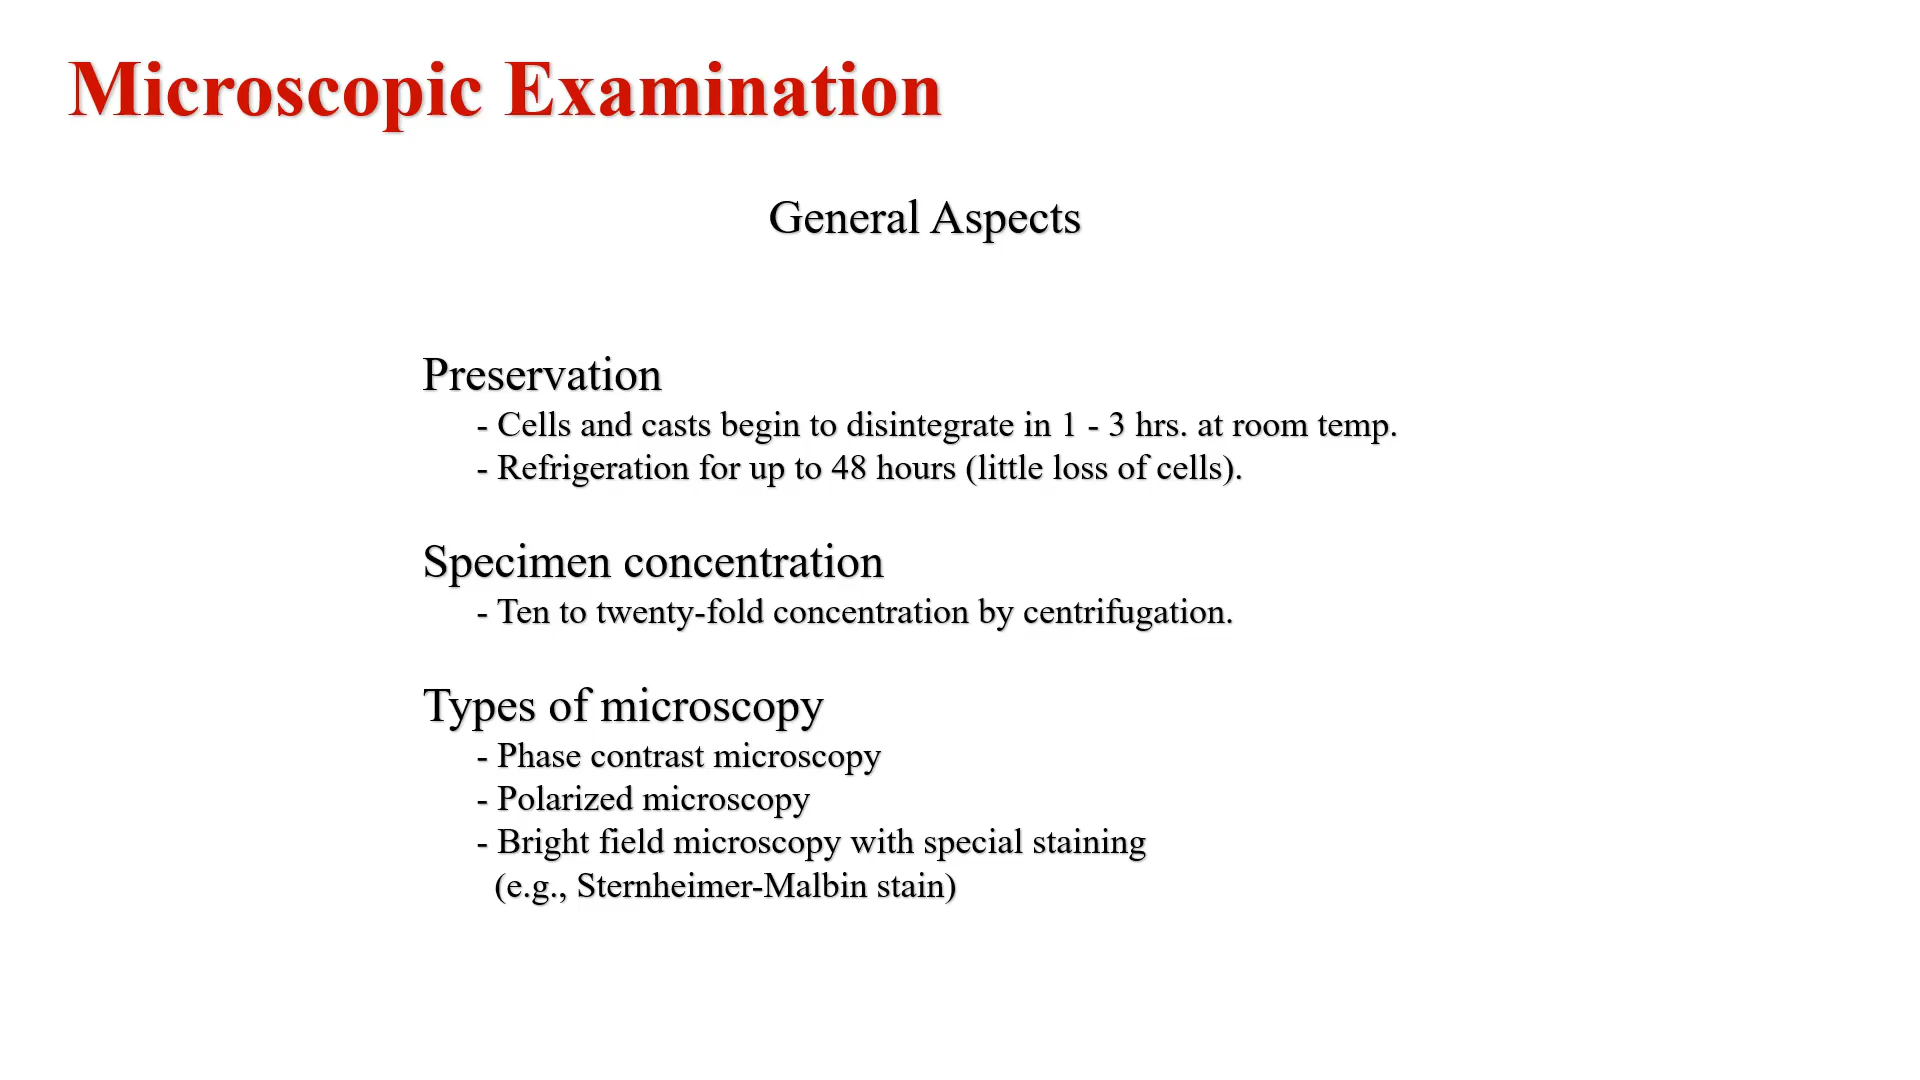 Microscopic Examination
General Aspects
Preservation
- Cells and casts begin to disintegrate in 1 - 3 hrs. at room temp.
- Refrigeration for up to 48 hours (little loss of cells).
Specimen concentration
- Ten to twenty-fold concentration by centrifugation.
Types of microscopy
- Phase contrast microscopy
- Polarized microscopy
- Bright field microscopy with special staining
(e.g., Sternheimer-Malbin stain)